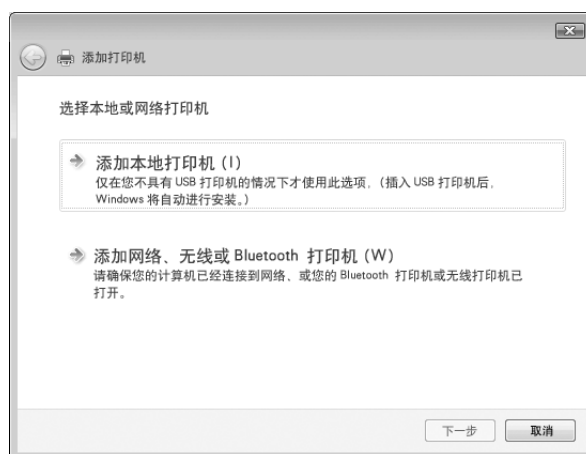 添加打印机
选择本地或网络打印机
添加本地打印机 (I)
仅在您不具有 USB 打印机的情况下才使用此选项，(插入 USB 打印机后，
Windows 将自动进行安装。)
添加网络、无线或 Bluetooth 打印机 (W)
请确保您的计算机已经连接到网络、或您的 Bluetooth 打印机或无线打印机已
打开。
下一步
取消